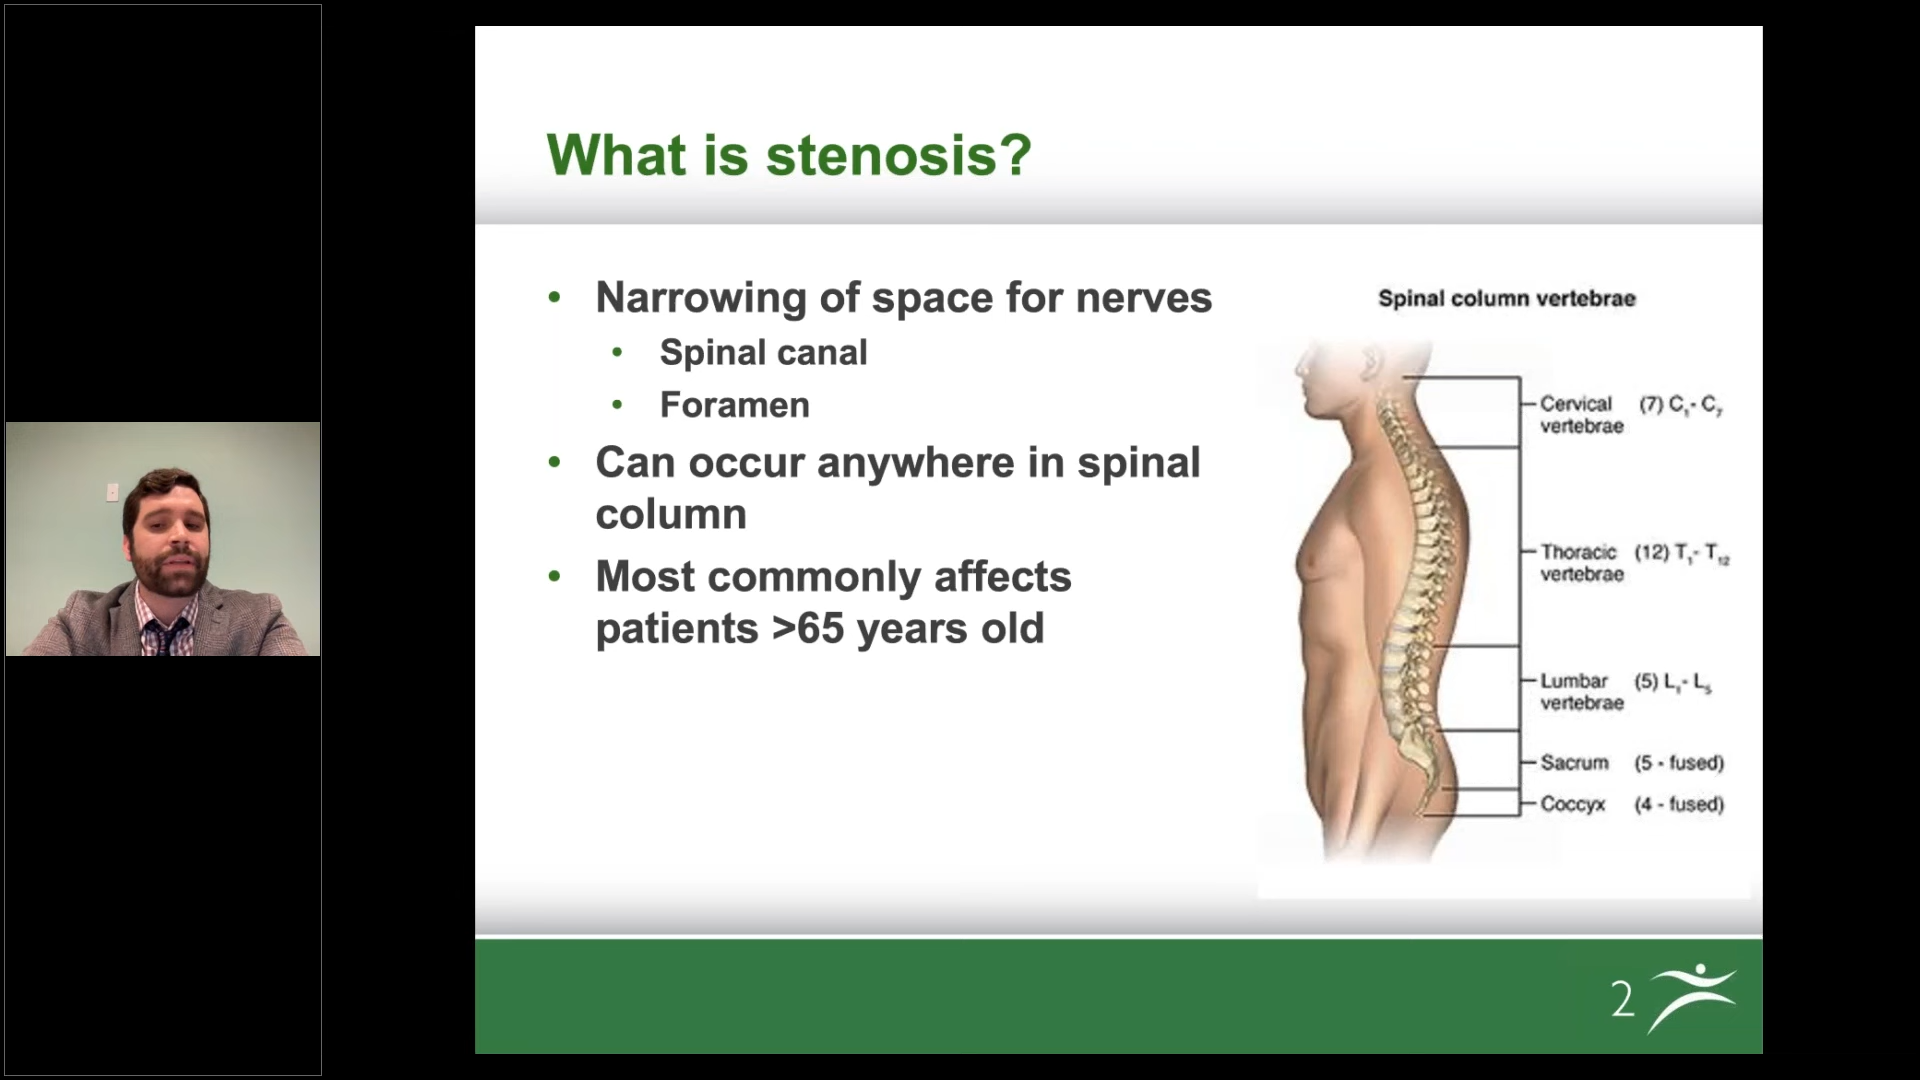 What is stenosis?
• Narrowing of space for nerves
• Spinal canal
• Foramen
• Can occur anywhere in spinal
column
• Most commonly affects
patients >65 years old
Spinal column vertebrae
Cervical (7) C₁- C₇
vertebrae
Thoracic (12) T₁- T₁₂
vertebrae
Lumbar (5) L₁- L₅
vertebrae
Sacrum (5 - fused)
Coccyx (4 - fused)
2